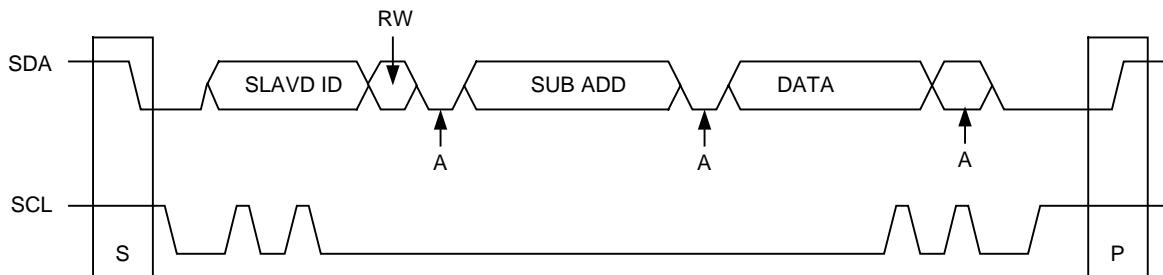 RW
SDA
SLAVD ID
SUB ADD
DATA
A
A
A
SCL
S
P